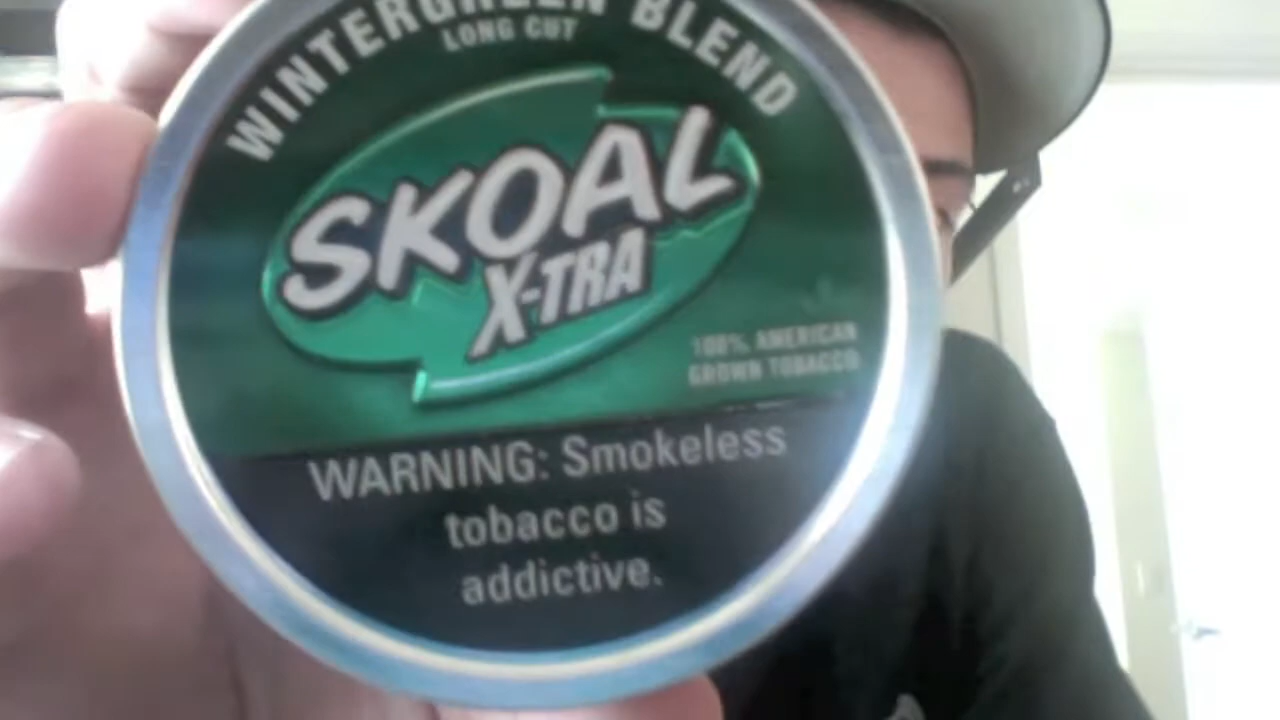 WINTERGREEN BLEND
LONG CUT
SKOAL
X-TRA
100% AMERICAN
GROWN TOBACCO
WARNING: Smokeless
tobacco is
addictive.